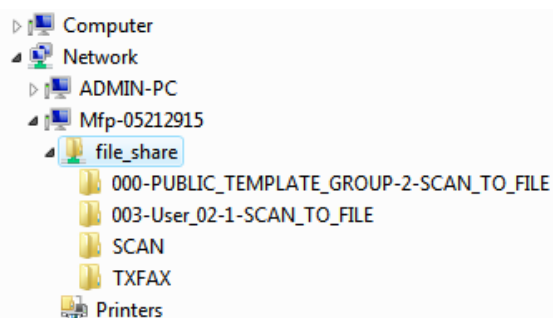 Computer
Network
ADMIN-PC
Mfp-05212915
file_share
000-PUBLIC_TEMPLATE_GROUP-2-SCAN_TO_FILE
003-User_02-1-SCAN_TO_FILE
SCAN
TXFAX
Printers